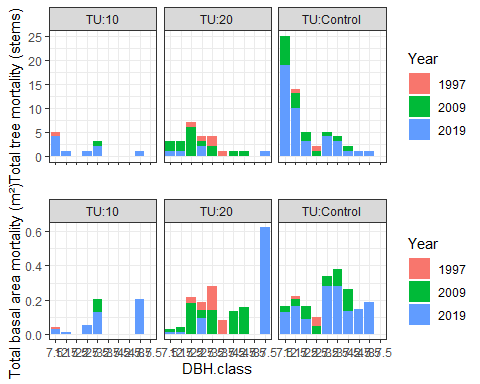 Total tree mortality (stems)
TU:10 TU:20 TU:Control
25
20
15
10
5
0
Year
1997
2009
2019
Total basal area mortality (m²)
TU:10 TU:20 TU:Control
0.6
0.4
0.2
0.0
Year
1997
2009
2019
DBH.class